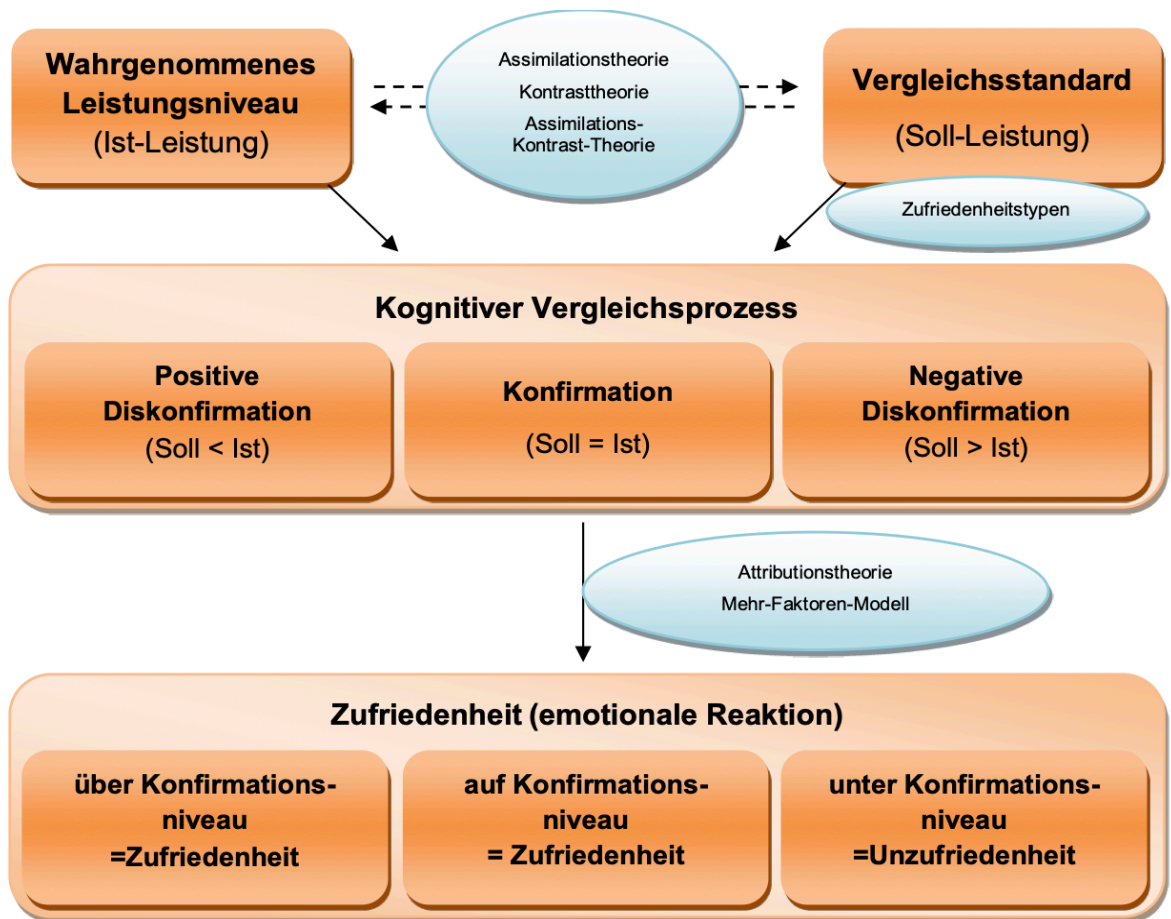 Wahrgenommenes
Leistungsniveau
(Ist-Leistung)
Assimilationstheorie
Kontrasttheorie
Assimilations-
Kontrast-Theorie
Vergleichsstandard
(Soll-Leistung)
Zufriedenheitstypen
Kognitiver Vergleichsprozess
Positive
Diskonfirmation
(Soll < Ist)
Konfirmation
(Soll = Ist)
Negative
Diskonfirmation
(Soll > Ist)
Attributionstheorie
Mehr-Faktoren-Modell
Zufriedenheit (emotionale Reaktion)
über Konfirmations-
niveau
=Zufriedenheit
auf Konfirmations-
niveau
= Zufriedenheit
unter Konfirmations-
niveau
=Unzufriedenheit